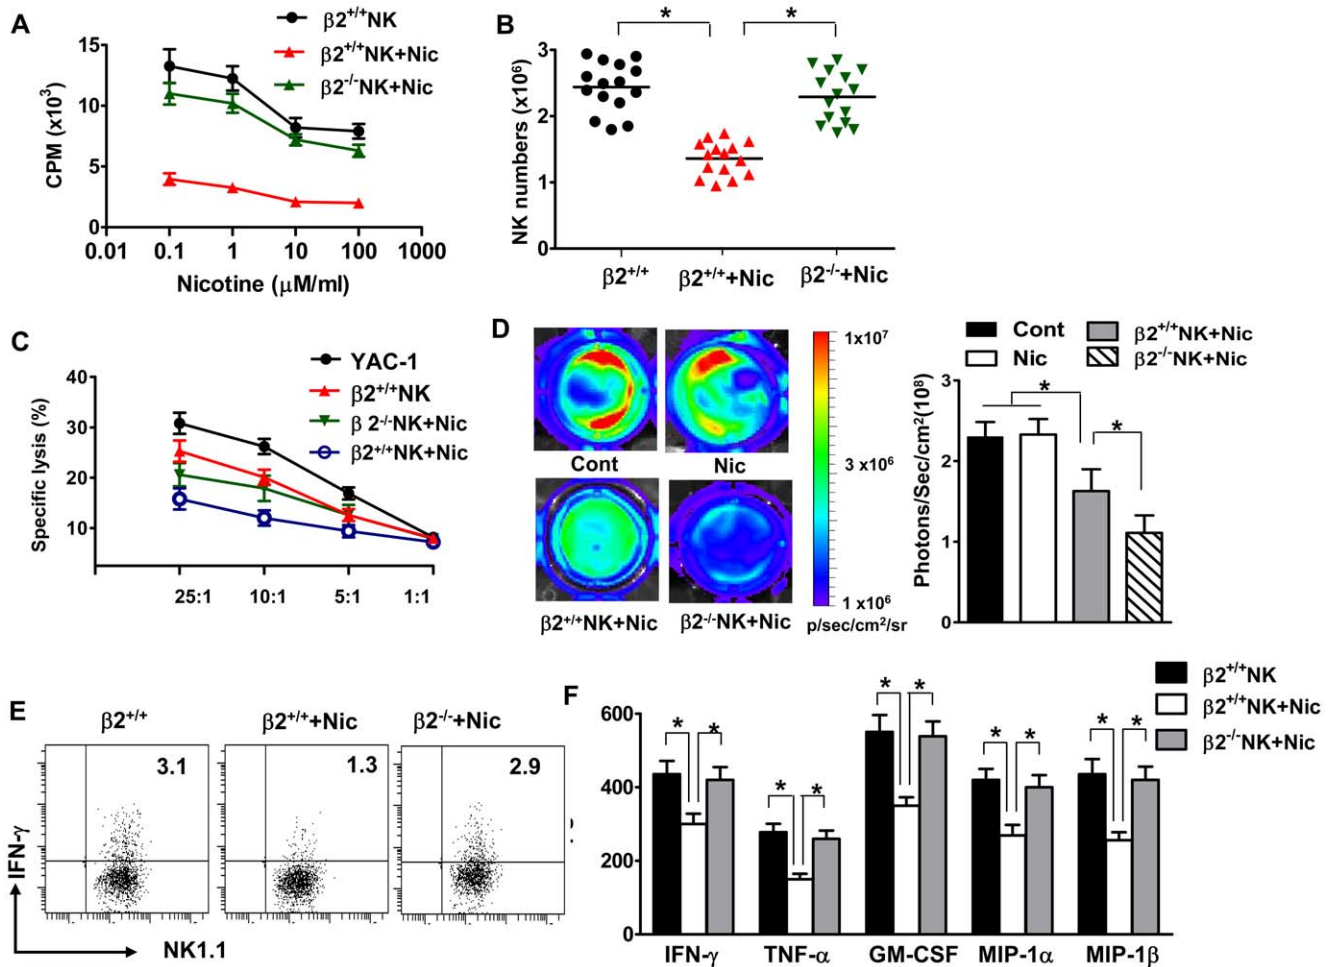 A
β2+/+NK
β2+/+NK+Nic
β2-/-NK+Nic
15
10
5
0
CPM (x10³)
0.01 0.1 1 10 100 1000
Nicotine (μM/ml)
B
* *
3
2
1
0
NK numbers (x10⁶)
β2+/+ β2+/++Nic β2-/-+Nic
C
YAC-1
β2+/+NK
β 2-/-NK+Nic
β2+/+NK+Nic
40
30
20
10
Specific lysis (%)
25:1 10:1 5:1 1:1
D
Cont Nic
β2+/+NK+Nic β2-/-NK+Nic
1x10⁷
3 x10⁶
1 x10⁶
p/sec/cm²/sr
Cont
Nic
β2+/+NK+Nic
β2-/-NK+Nic
3
2
1
0
Photons/Sec/cm²(10⁸)
* *
E
β2+/+ β2+/++Nic β2-/-+Nic
3.1 1.3 2.9
IFN-γ
NK1.1
F
β2+/+NK
β2+/+NK+Nic
β2-/-NK+Nic
600
400
200
0
* * * * * * * * * *
IFN-γ TNF-α GM-CSF MIP-1α MIP-1β